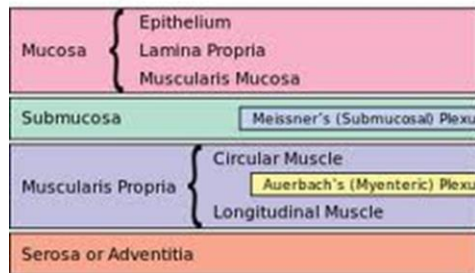 Epithelium
Mucosa
Lamina Propria
Muscularis Mucosa
Submucosa
Meissner's (Submucosal) Plexu
Circular Muscle
Auerbach's (Myenteric) Plexu
Muscularis Propria
Longitudinal Muscle
Serosa or Adventitia